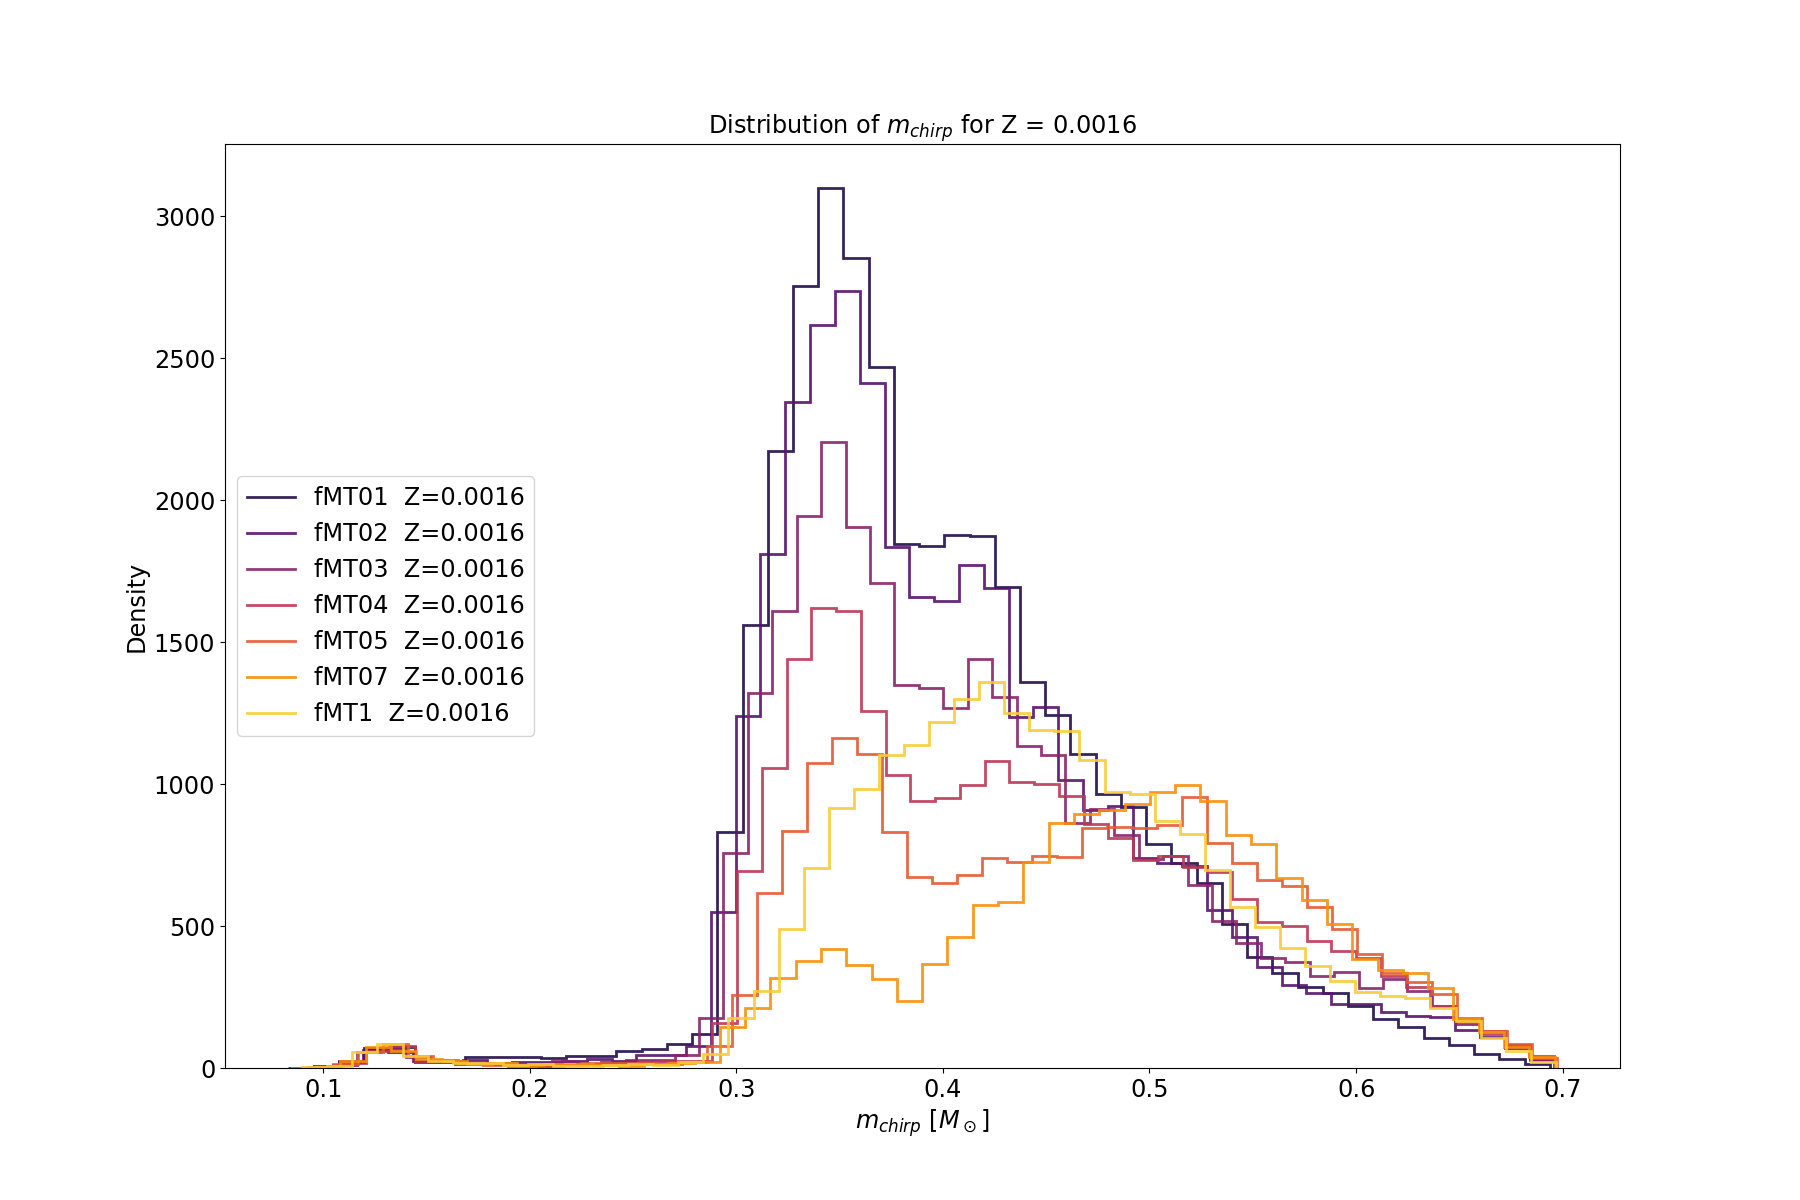 Distribution of m_chirp for Z = 0.0016
Density
3000
2500
2000
1500
1000
500
0
fMT01 Z=0.0016
fMT02 Z=0.0016
fMT03 Z=0.0016
fMT04 Z=0.0016
fMT05 Z=0.0016
fMT07 Z=0.0016
fMT1 Z=0.0016
0.1 0.2 0.3 0.4 0.5 0.6 0.7
m_chirp [M_⊙]